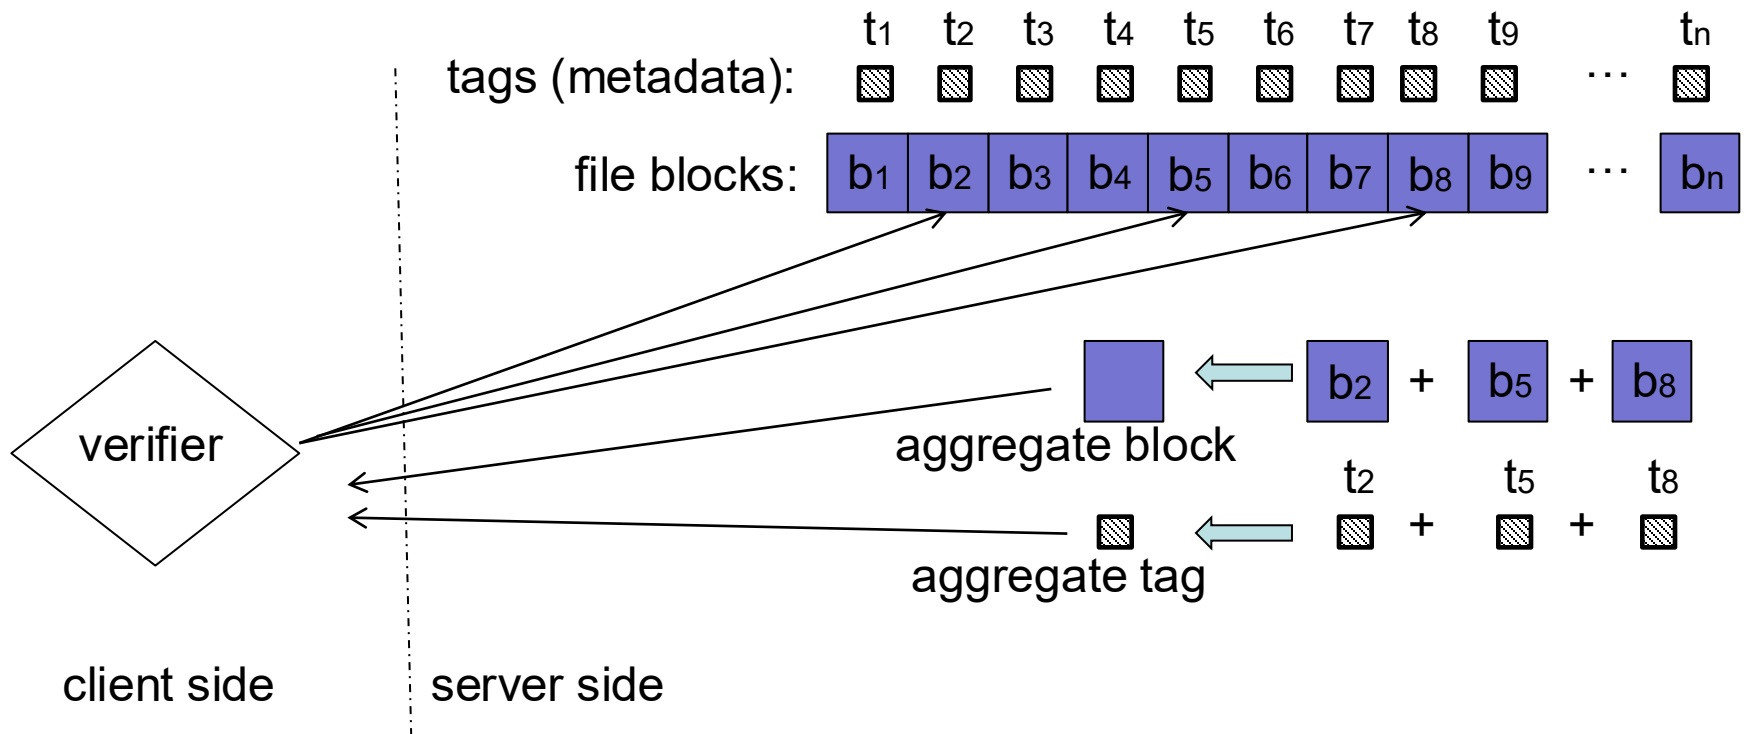 t1 t2 t3 t4 t5 t6 t7 t8 t9 tn
tags (metadata): ...
file blocks: b1 b2 b3 b4 b5 b6 b7 b8 b9 ... bn
b2 + b5 + b8
verifier
aggregate block
t2 t5 t8
+ +
aggregate tag
client side server side